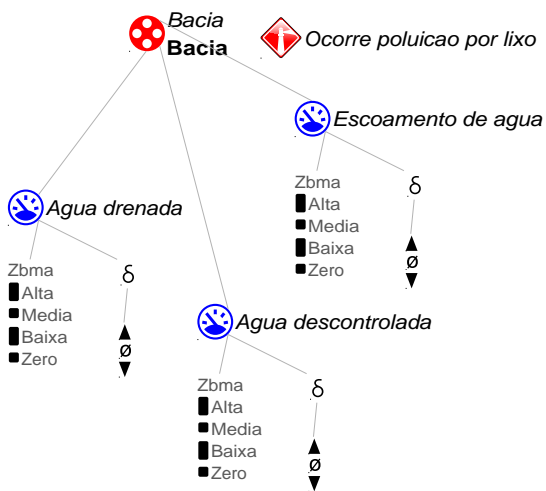 Bacia
Bacia
Ocorre poluicao por lixo
Escoamento de agua
Zbma
Alta
Media
Baixa
Zero
δ
ø
Agua drenada
Zbma
Alta
Media
Baixa
Zero
δ
ø
Agua descontrolada
Zbma
Alta
Media
Baixa
Zero
δ
ø